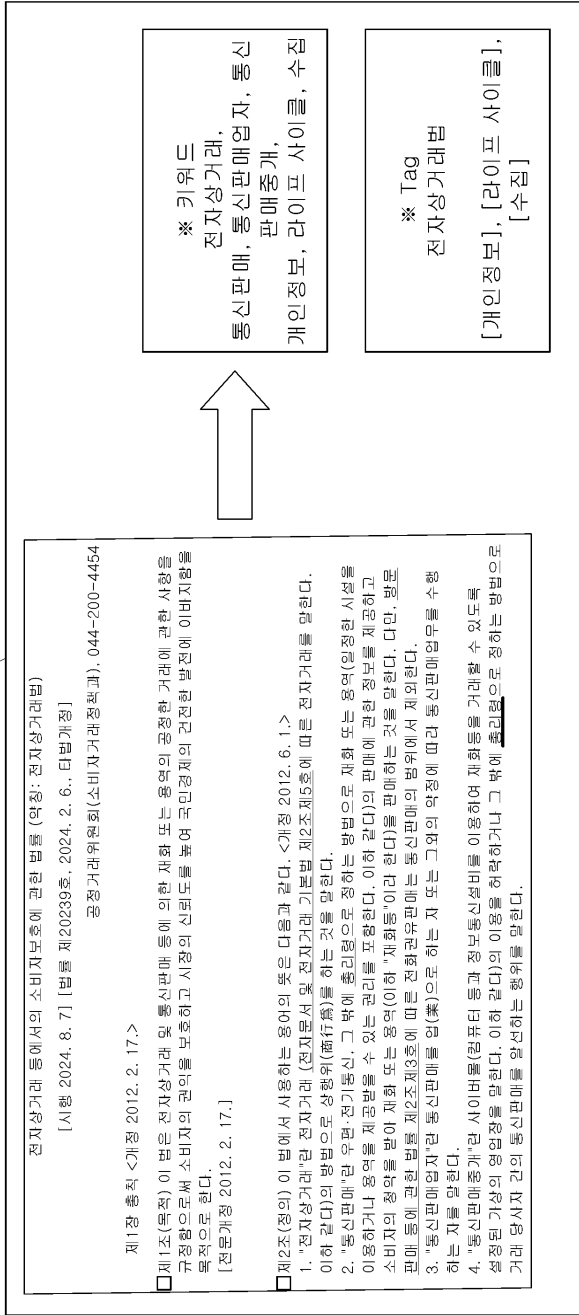 전자상거래 등에서의 소비자보호에 관한 법률 (약칭: 전자상거래법)
[시행 2024. 8. 7] [법률 제20239호, 2024. 2. 6., 타법개정]
공정거래위원회(소비자거래정책과), 044-200-4454
제1장 총칙 <개정 2012. 2. 17.>
제1조(목적) 이 법은 전자상거래 및 통신판매 등에 의한 재화 또는 용역의 공정한 거래에 관한 사항을
규정함으로써 소비자의 권익을 보호하고 시장의 신뢰도를 높여 국민경제의 건전한 발전에 이바지함을
목적으로 한다.
[전문개정 2012. 2. 17.]
제2조(정의) 이 법에서 사용하는 용어의 뜻은 다음과 같다. <개정 2012. 6. 1.>
1. "전자상거래"란 전자거래 (전자문서 및 전자거래 기본법 제2조제5호에 따른 전자거래를 말한다.
이하 같다)의 방법으로 상행위(商行爲)를 하는 것을 말한다.
2. "통신판매"란 우편·전기통신, 그 밖에 총리령으로 정하는 방법으로 재화 또는 용역(일정한 시설을
이용하거나 용역을 제공받을 수 있는 권리를 포함한다. 이하 같다)의 판매에 관한 정보를 제공하고
소비자의 청약을 받아 재화 또는 용역(이하 "재화등"이라 한다)을 판매하는 것을 말한다. 다만, 방문
판매 등에 관한 법률 제2조제3호에 따른 전화권유판매는 통신판매의 범위에서 제외한다.
3. "통신판매업자"란 통신판매를 업(業)으로 하는 자 또는 그와의 약정에 따라 통신판매업무를 수행
하는 자를 말한다.
4. "통신판매중개"란 사이버몰(컴퓨터 등과 정보통신설비를 이용하여 재화등을 거래할 수 있도록
설정된 가상의 영업장을 말한다. 이하 같다)의 이용을 허락하거나 그 밖에 총리령으로 정하는 방법으로
거래 당사자 간의 통신판매를 알선하는 행위를 말한다.
※ 키워드
전자상거래,
통신판매, 통신판매업자, 통신
판매중개,
개인정보, 라이프 사이클, 수집
※ Tag
전자상거래법
[개인정보], [라이프 사이클],
[수집]